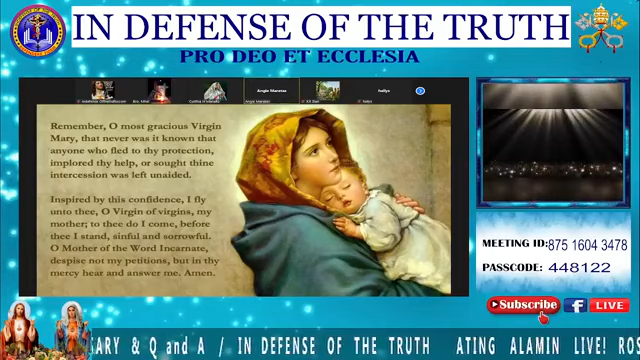 IN DEFENSE OF THE TRUTH
PRO DEO ET ECCLESIA
Angie Manrese
hallys
Remember, O most gracious Virgin
Mary, that never was it known that
anyone who fled to thy protection,
implored thy help, or sought thine
intercession was left unaided.
Inspired by this confidence, I fly
unto thee, O Virgin of virgins, my
mother; to thee do I come, before
thee I stand, sinful and sorrowful.
O Mother of the Word Incarnate,
despise not my petitions, but in thy
mercy hear and answer me. Amen.
MEETING ID:875 1604 3478
PASSCODE: 448122
Subscribe
f LIVE
ARY & Q and A / IN DEFENSE OF THE TRUTH ATING ALAMIN LIVE! ROS